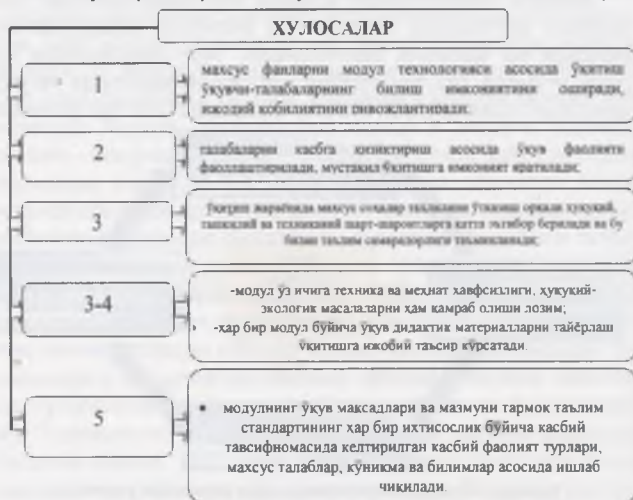 ХУЛОСАЛАР
1
махсус фанларни модул технологияси асосида ўқитиш
ўқувчи-талабаларнинг билиш имкониятини оширади,
ижодий қобилиятини ривожлантиради;
2
талабаларни касбга қизиқтириш асосида ўқув фаолияти
фаоллаштирилади, мустақил ўқитишга имконият яратилади;
3
ўқитиш жараёнида махсус соҳалар таҳлилини ўтказиш орқали ҳуқуқий,
ташкилий ва техникавий шарт-шароитларга катта эътибор берилади ва бу
билан таълим самарадорлиги таъминланади;
3-4
-модул ўз ичига техника ва меҳнат хавфсизлиги, ҳуқуқий-
экологик масалаларни ҳам қамраб олиши лозим;
-ҳар бир модул бўйича ўқув дидактик материалларни тайёрлаш
ўқитишга ижобий таъсир кўрсатади.
5
• модулнинг ўқув мақсадлари ва мазмуни тармоқ таълим
стандартининг ҳар бир ихтисослик бўйича касбий
тавсифномасида келтирилган касбий фаолият турлари,
махсус талаблар, кўникма ва билимлар асосида ишлаб
чиқилади.